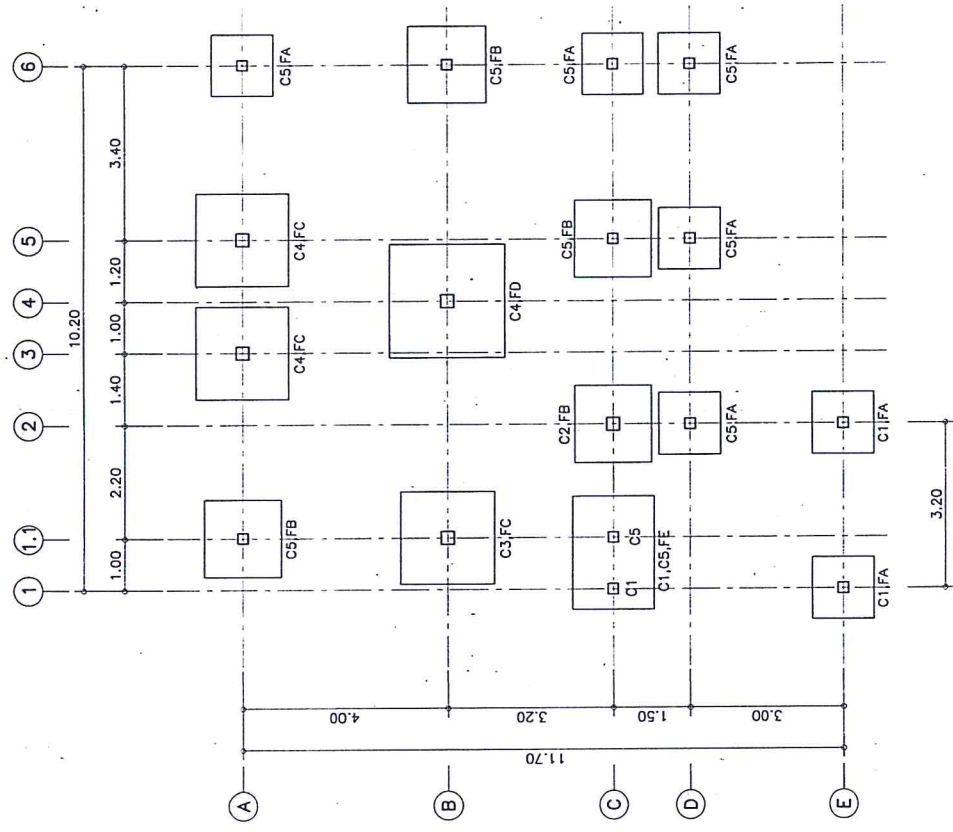 1
1.1
2
3
4
5
6
10.20
1.00
2.20
1.40
1.00
1.20
3.40
A
C5,FB
C4,FC
C4,FC
C5,FA
4.00
B
C3,FC
C4,FD
C5,FB
3.20
11.70
C
C1
C5
C1,C5,FE
C2,FB
C5,FB
C5,FA
1.50
D
C5,FA
C5,FA
C5,FA
3.00
E
C1,FA
C1,FA
3.20